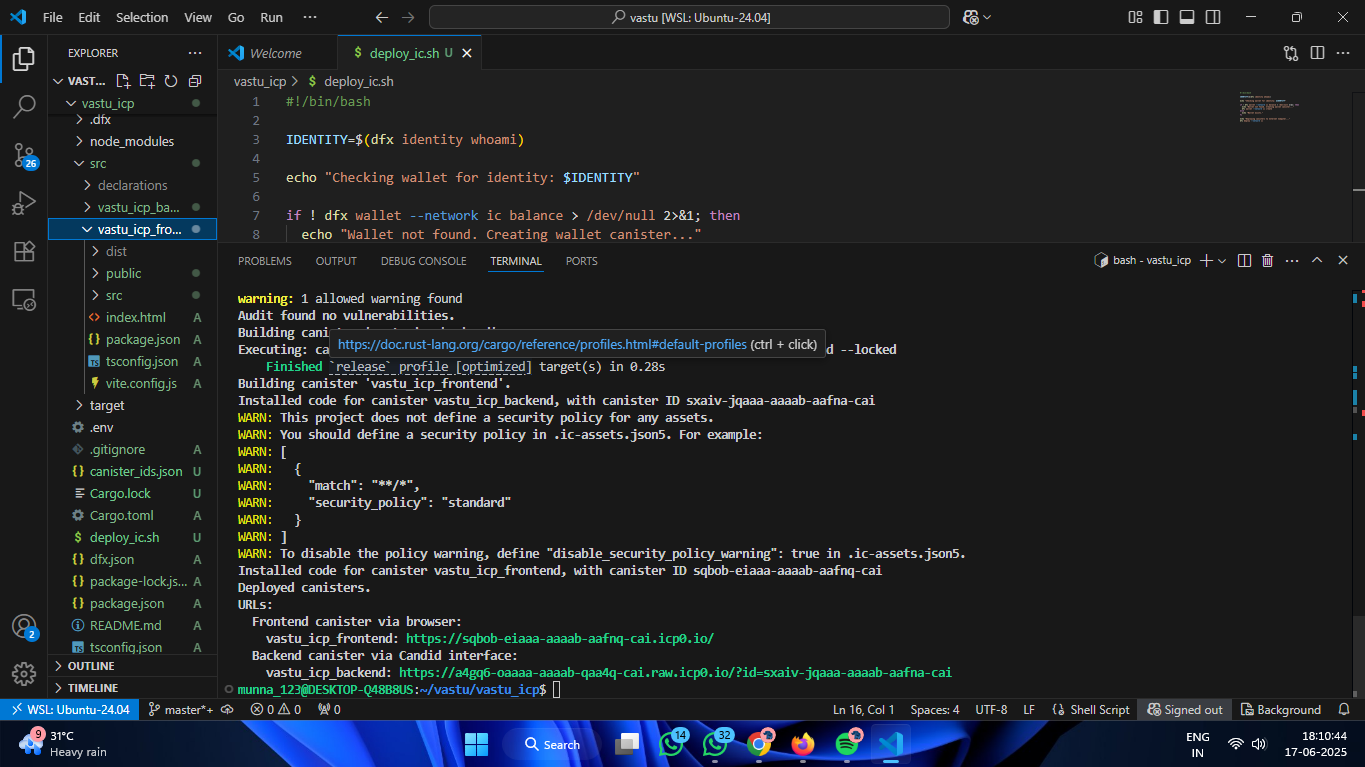 File Edit Selection View Go Run ···
vastu [WSL: Ubuntu-24.04]
EXPLORER ···
VAST...
vastu_icp
.dfx
node_modules
src
declarations
vastu_icp_ba...
vastu_icp_fro...
dist
public
src
index.html A
package.json A
tsconfig.json A
vite.config.js A
target
.env
.gitignore A
canister_ids.json U
Cargo.lock U
Cargo.toml A
deploy_ic.sh U
dfx.json A
package-lock.js... A
package.json A
README.md A
tsconfig.json A
OUTLINE
TIMELINE
26
2
Welcome
$ deploy_ic.sh U
vastu_icp > $ deploy_ic.sh
1 #!/bin/bash
2
3 IDENTITY=$(dfx identity whoami)
4
5 echo "Checking wallet for identity: $IDENTITY"
6
7 if ! dfx wallet --network ic balance > /dev/null 2>&1; then
8 echo "Wallet not found. Creating wallet canister..."
PROBLEMS OUTPUT DEBUG CONSOLE TERMINAL PORTS
bash - vastu_icp
warning: 1 allowed warning found
Audit found no vulnerabilities.
Building
https://doc.rust-lang.org/cargo/reference/profiles.html#default-profiles (ctrl + click)
Executing: --locked
Finished `release` profile [optimized] target(s) in 0.28s
Building canister 'vastu_icp_frontend'.
Installed code for canister vastu_icp_backend, with canister ID sxaiv-jqaaa-aaaab-aafna-cai
WARN: This project does not define a security policy for any assets.
WARN: You should define a security policy in .ic-assets.json5. For example:
WARN: [
WARN: {
WARN: "match": "**/*",
WARN: "security_policy": "standard"
WARN: }
WARN: ]
WARN: To disable the policy warning, define "disable_security_policy_warning": true in .ic-assets.json5.
Installed code for canister vastu_icp_frontend, with canister ID sqbob-eiaaa-aaaab-aafnq-cai
Deployed canisters.
URLs:
Frontend canister via browser:
vastu_icp_frontend: https://sqbob-eiaaa-aaaab-aafnq-cai.icp0.io/
Backend canister via Candid interface:
vastu_icp_backend: https://a4gq6-oaaaa-aaaab-qaa4q-cai.raw.icp0.io/?id=sxaiv-jqaaa-aaaab-aafna-cai
munna_123@DESKTOP-Q48B8US:~/vastu/vastu_icp$
WSL: Ubuntu-24.04 master*+ 0 0 0 Ln 16, Col 1 Spaces: 4 UTF-8 LF Shell Script Signed out Background
9
31°C
Heavy rain
Search
14
32
ENG
IN
18:10:44
17-06-2025